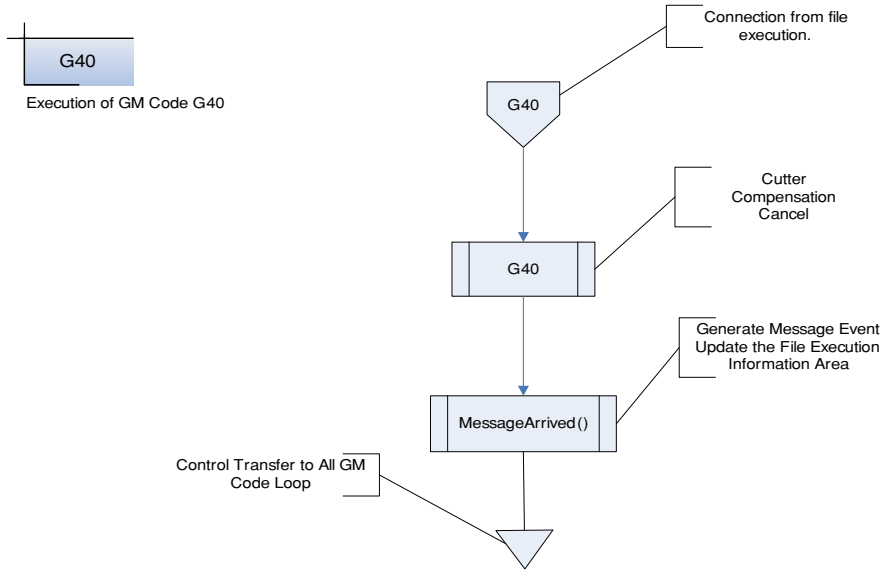 G40
Execution of GM Code G40
Connection from file
execution.
G40
Cutter
Compensation
Cancel
G40
Generate Message Event
Update the File Execution
Information Area
MessageArrived()
Control Transfer to All GM
Code Loop